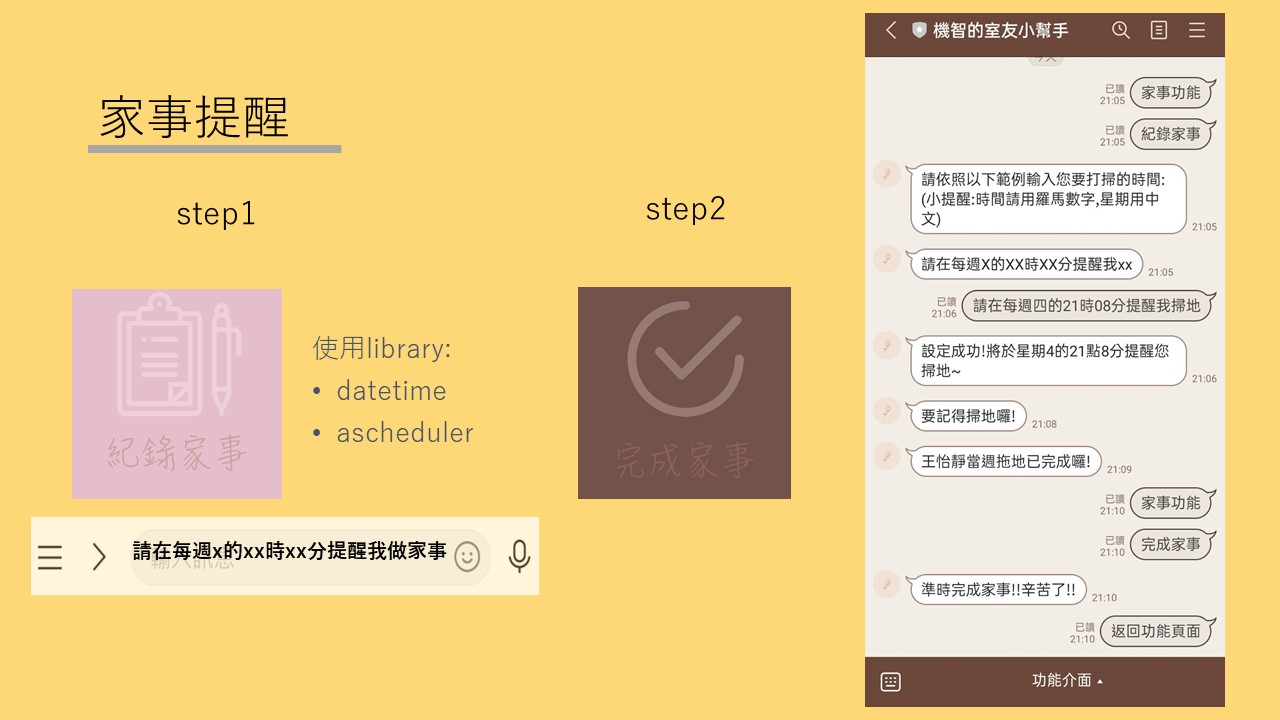 家事提醒
step1
紀錄家事
使用library:
• datetime
• ascheduler
請在每週x的xx時xx分提醒我做家事
輸入訊息
step2
完成家事
機智的室友小幫手
今天
已讀
21:05
家事功能
已讀
21:05
紀錄家事
請依照以下範例輸入您要打掃的時間:
(小提醒:時間請用羅馬數字,星期用中
文)
21:05
請在每週X的XX時XX分提醒我xx
21:05
已讀
21:06
請在每週四的21時08分提醒我掃地
設定成功!將於星期4的21點8分提醒您
掃地~
21:06
要記得掃地囉!
21:08
王怡靜當週拖地已完成囉!
21:09
已讀
21:10
家事功能
已讀
21:10
完成家事
準時完成家事!!辛苦了!!
21:10
已讀
21:10
返回功能頁面
功能介面